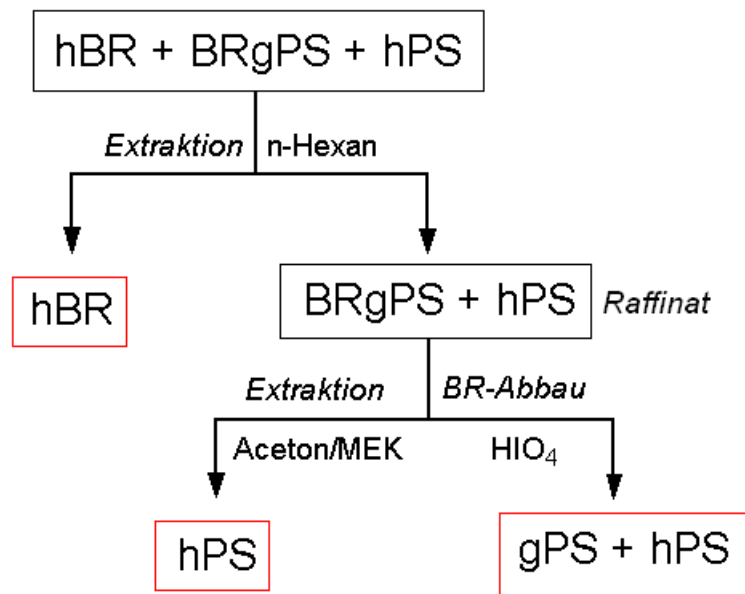 hBR + BRgPS + hPS
Extraktion n-Hexan
hBR
BRgPS + hPS Raffinat
Extraktion BR-Abbau
Aceton/MEK HIO₄
hPS
gPS + hPS